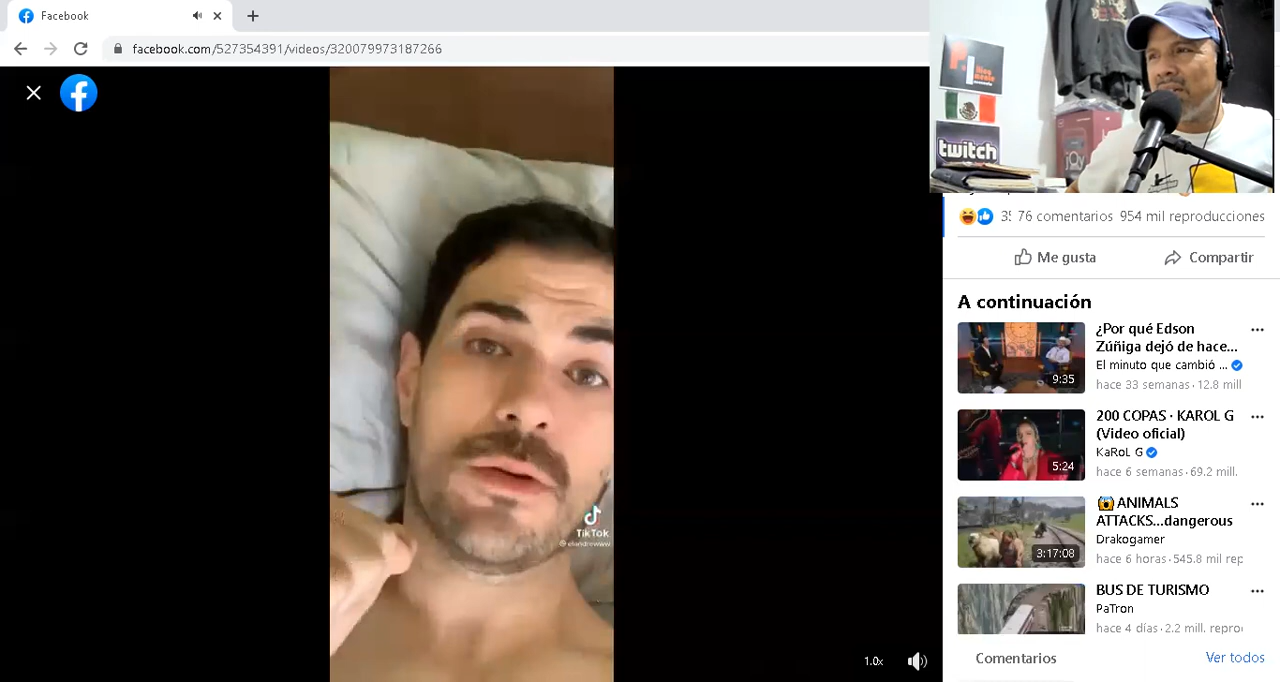 Facebook
facebook.com/527354391/videos/320079973187266
twitch
76 comentarios 954 mil reproducciones
Me gusta
Compartir
A continuación
¿Por qué Edson
Zúñiga dejó de hace...
El minuto que cambió ...
hace 33 semanas · 12.8 mill
9:35
200 COPAS · KAROL G
(Video oficial)
KaRoL G
hace 6 semanas · 69.2 mill.
5:24
ANIMALS
ATTACKS...dangerous
Drakogamer
hace 6 horas · 545.8 mil rep
3:17:08
BUS DE TURISMO
PaTron
hace 4 días · 2.2 mill. repro
Comentarios
Ver todos
TikTok
1.0x